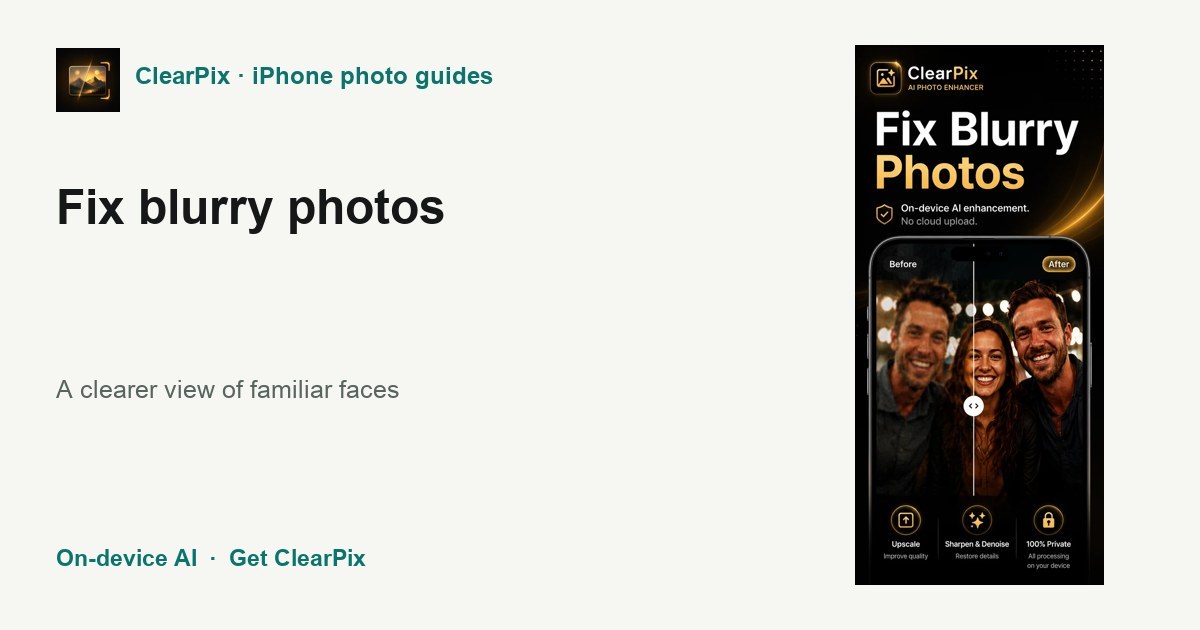 ClearPix · iPhone photo guides
Fix blurry photos
A clearer view of familiar faces
On-device AI · Get ClearPix
ClearPix
AI PHOTO ENHANCER
Fix Blurry
Photos
On-device AI enhancement.
No cloud upload.
Before
After
Upscale
Improve quality
Sharpen & Denoise
Restore details
100% Private
All processing
on your device